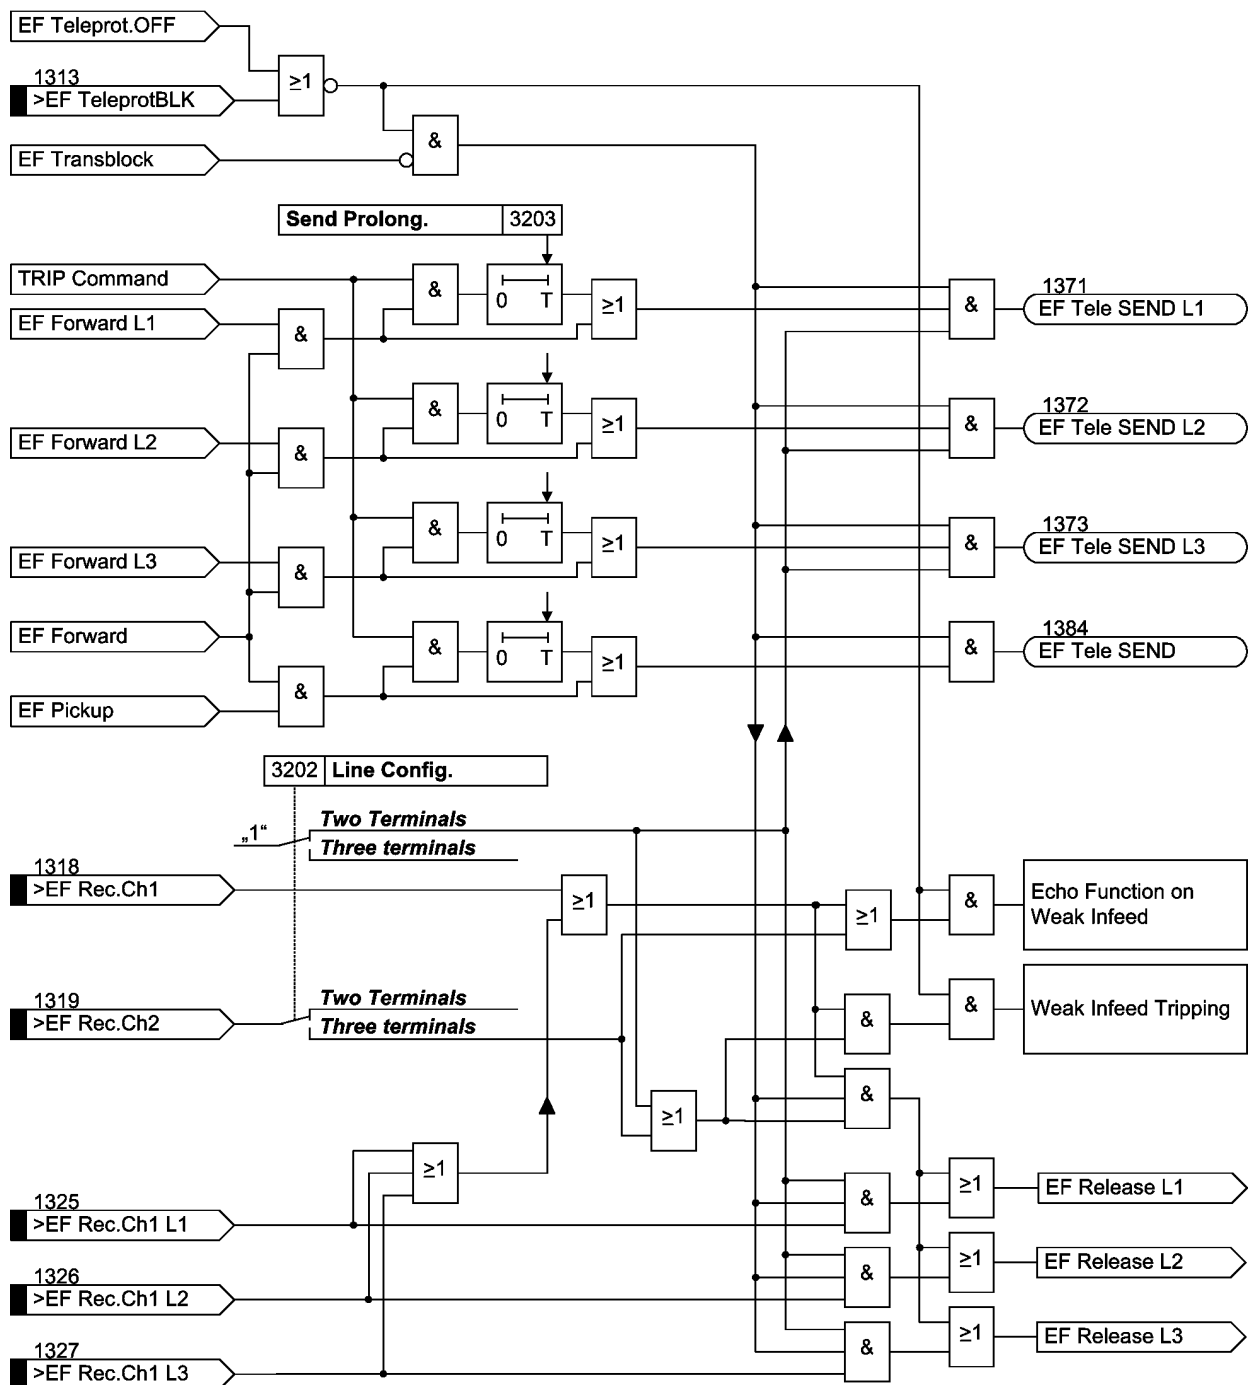 EF Teleprot.OFF
1313
>EF TeleprotBLK
≥1
&
EF Transblock
Send Prolong. 3203
TRIP Command
& 0 T ≥1
EF Forward L1
&
& 1371
EF Tele SEND L1
& 0 T ≥1
EF Forward L2
&
& 1372
EF Tele SEND L2
& 0 T ≥1
EF Forward L3
&
& 1373
EF Tele SEND L3
EF Forward
& 0 T ≥1
& 1384
EF Tele SEND
EF Pickup
&
3202 Line Config.
„1“
Two Terminals
Three terminals
1318
>EF Rec.Ch1
≥1
≥1
&
Echo Function on
Weak Infeed
1319
>EF Rec.Ch2
Two Terminals
Three terminals
&
&
Weak Infeed Tripping
≥1
&
≥1
1325
>EF Rec.Ch1 L1
&
≥1
EF Release L1
1326
>EF Rec.Ch1 L2
&
≥1
EF Release L2
1327
>EF Rec.Ch1 L3
&
≥1
EF Release L3